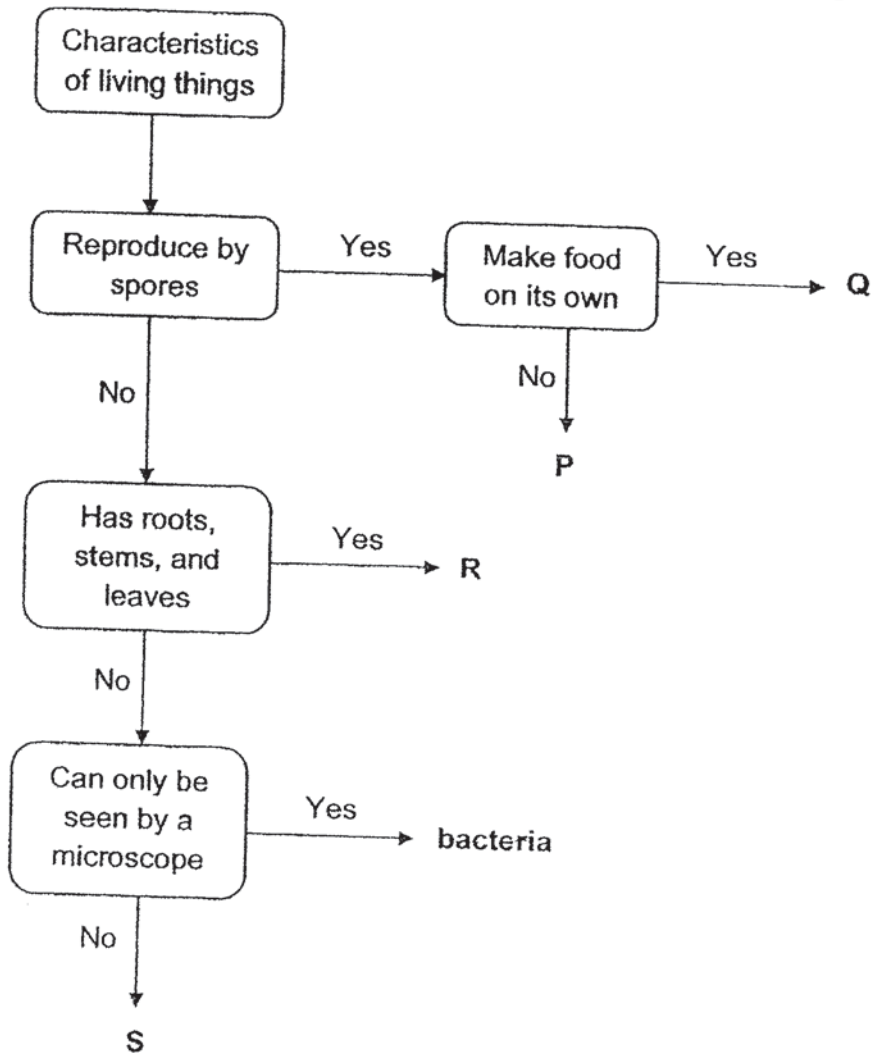 Characteristics
of living things
Reproduce by
spores
Yes
Make food
on its own
Yes
Q
No
P
No
Has roots,
stems, and
leaves
Yes
R
No
Can only be
seen by a
microscope
Yes
bacteria
No
S